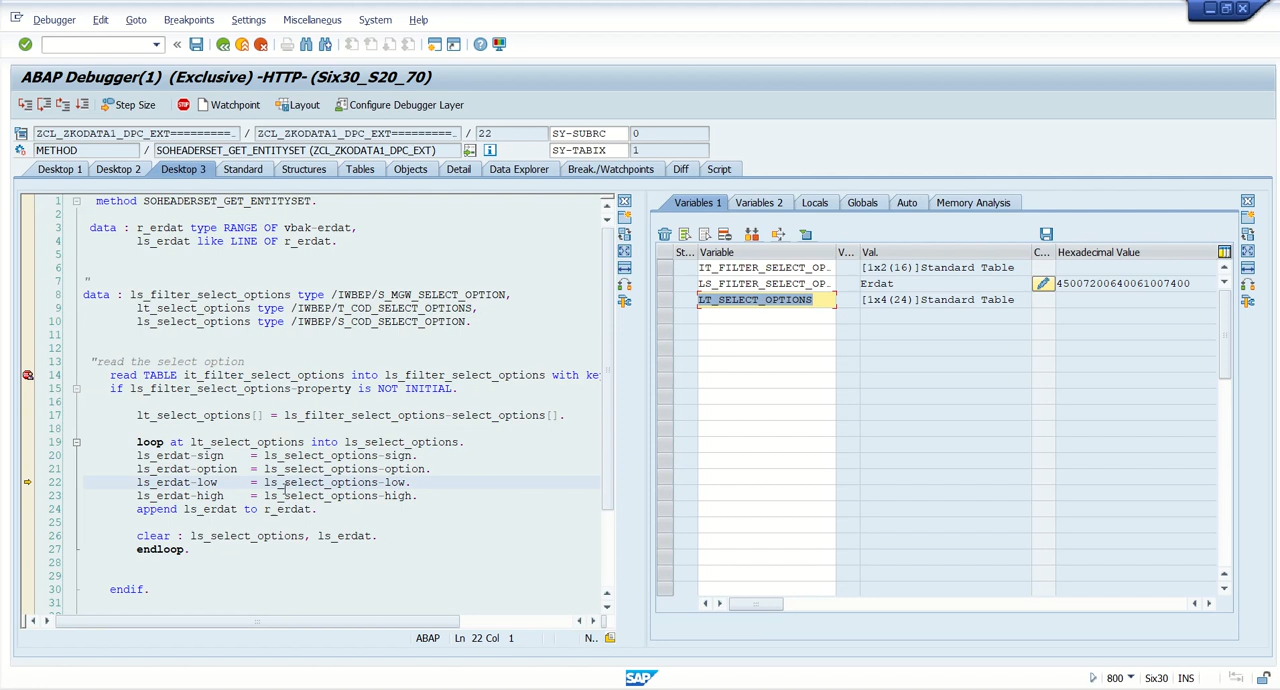 Debugger Edit Goto Breakpoints Settings Miscellaneous System Help
ABAP Debugger(1) (Exclusive) -HTTP- (Six30_S20_70)
Step Size Watchpoint Layout Configure Debugger Layer
ZCL_ZKODATA1_DPC_EXT=========_ / ZCL_ZKODATA1_DPC_EXT=========_ / 22 SY-SUBRC 0
METHOD / SOHEADERSET_GET_ENTITYSET (ZCL_ZKODATA1_DPC_EXT) SY-TABIX 1
Desktop 1 Desktop 2 Desktop 3 Standard Structures Tables Objects Detail Data Explorer Break./Watchpoints Diff Script
Variables 1 Variables 2 Locals Globals Auto Memory Analysis
St... Variable V... Val. C... Hexadecimal Value
IT_FILTER_SELECT_OP.. [1x2(16)]Standard Table
LS_FILTER_SELECT_OP.. Erdat 45007200640061007400
LT_SELECT_OPTIONS [1x4(24)]Standard Table
1 method SOHEADERSET_GET_ENTITYSET.
2
3 data : r_erdat type RANGE OF vbak-erdat,
4 ls_erdat like LINE OF r_erdat.
5
6
7 "
8 data : ls_filter_select_options type /IWBEP/S_MGW_SELECT_OPTION,
9 lt_select_options type /IWBEP/T_COD_SELECT_OPTIONS,
10 ls_select_options type /IWBEP/S_COD_SELECT_OPTION.
11
12
13 "read the select option
14 read TABLE it_filter_select_options into ls_filter_select_options with ke
15 if ls_filter_select_options-property is NOT INITIAL.
16
17 lt_select_options[] = ls_filter_select_options-select_options[].
18
19 loop at lt_select_options into ls_select_options.
20 ls_erdat-sign = ls_select_options-sign.
21 ls_erdat-option = ls_select_options-option.
22 ls_erdat-low = ls_select_options-low.
23 ls_erdat-high = ls_select_options-high.
24 append ls_erdat to r_erdat.
25
26 clear : ls_select_options, ls_erdat.
27 endloop.
28
29
30 endif.
31
ABAP Ln 22 Col 1 N..
SAP 800 Six30 INS